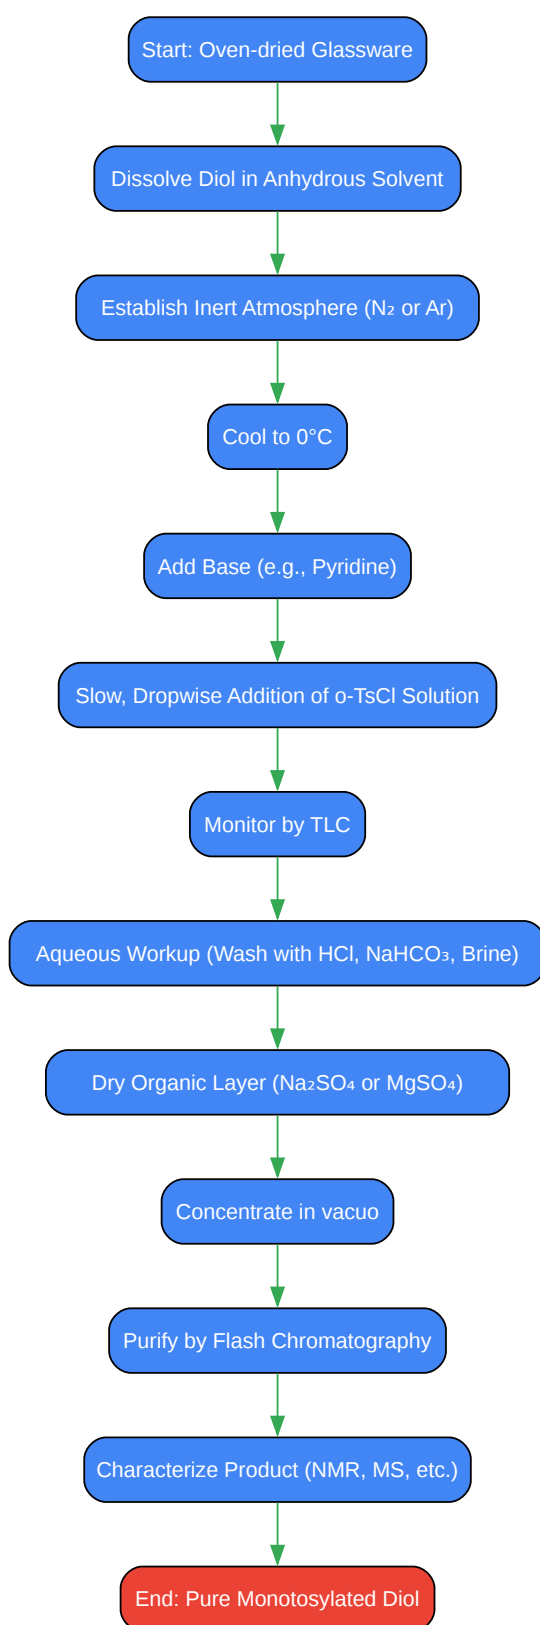 Start: Oven-dried Glassware
Dissolve Diol in Anhydrous Solvent
Establish Inert Atmosphere (N₂ or Ar)
Cool to 0°C
Add Base (e.g., Pyridine)
Slow, Dropwise Addition of o-TsCl Solution
Monitor by TLC
Aqueous Workup (Wash with HCl, NaHCO₃, Brine)
Dry Organic Layer (Na₂SO₄ or MgSO₄)
Concentrate in vacuo
Purify by Flash Chromatography
Characterize Product (NMR, MS, etc.)
End: Pure Monotosylated Diol